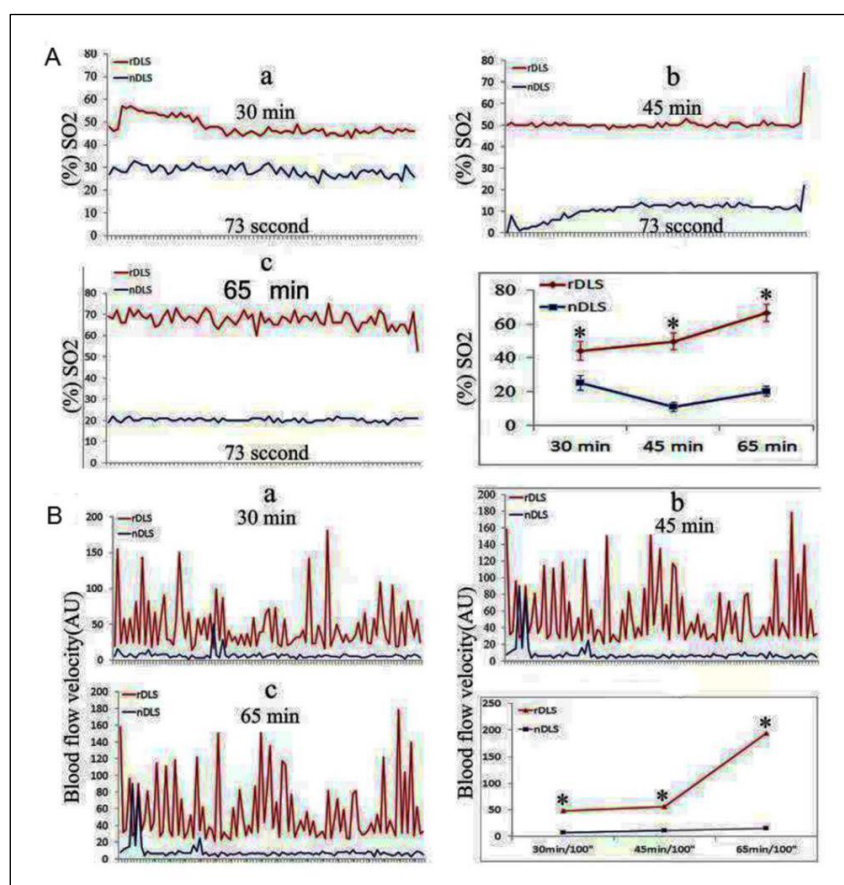 A
80
70
60
50
40
30
20
10
0
(%) SO2
rDLS
nDLS
a
30 min
73 sccond
80
70
60
50
40
30
20
10
0
(%) SO2
rDLS
nDLS
b
45 min
73 sccond
80
70
60
50
40
30
20
10
0
(%) SO2
rDLS
nDLS
c
65 min
73 sccond
80
60
40
20
0
(%) SO2
rDLS
nDLS
* * *
30 min 45 min 65 min
B
Blood flow velocity(AU)
200
150
100
50
0
rDLS
nDLS
a
30 min
200
180
160
140
120
100
80
60
40
20
0
rDLS
nDLS
b
45 min
200
180
160
140
120
100
80
60
40
20
0
rDLS
nDLS
c
65 min
Blood flow velocity(AU)
250
200
150
100
50
0
rDLS
nDLS
* * *
30min/100" 45min/100" 65min/100"